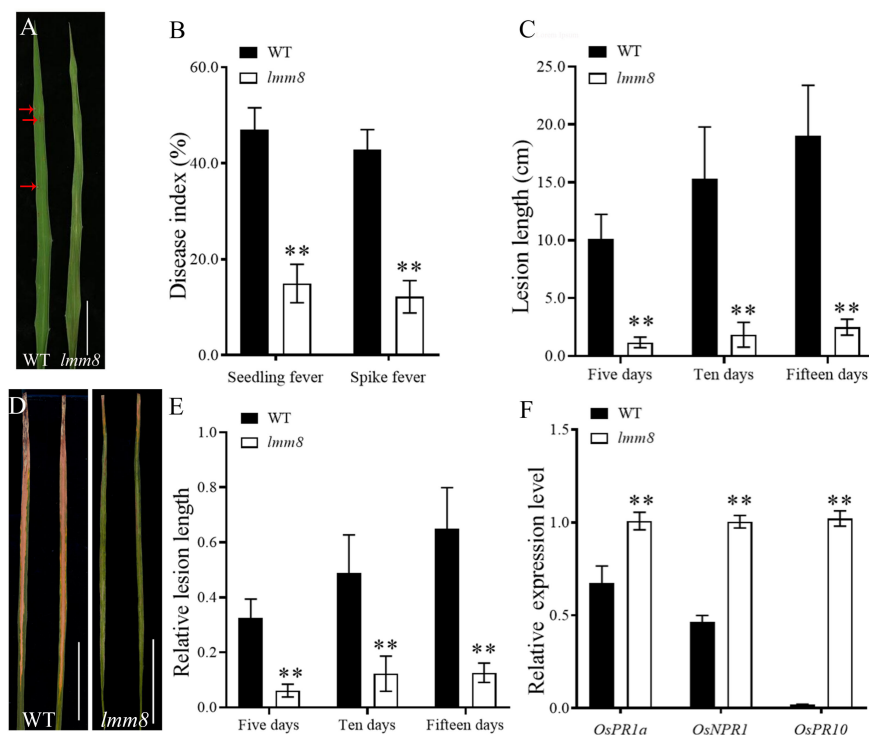 A
WT lmm8
B
WT
lmm8
Disease index (%)
60.0
40.0
20.0
0.0
**
**
Seedling fever Spike fever
C
WT
lmm8
Lesion length (cm)
25.0
20.0
15.0
10.0
5.0
0.0
**
**
**
Five days Ten days Fifteen days
D
WT lmm8
E
WT
lmm8
Relative lesion length
1.0
0.8
0.6
0.4
0.2
0.0
**
**
**
Five days Ten days Fifteen days
F
WT
lmm8
Relative expression level
1.5
1.0
0.5
0.0
**
**
**
OsPR1a OsNPR1 OsPR10